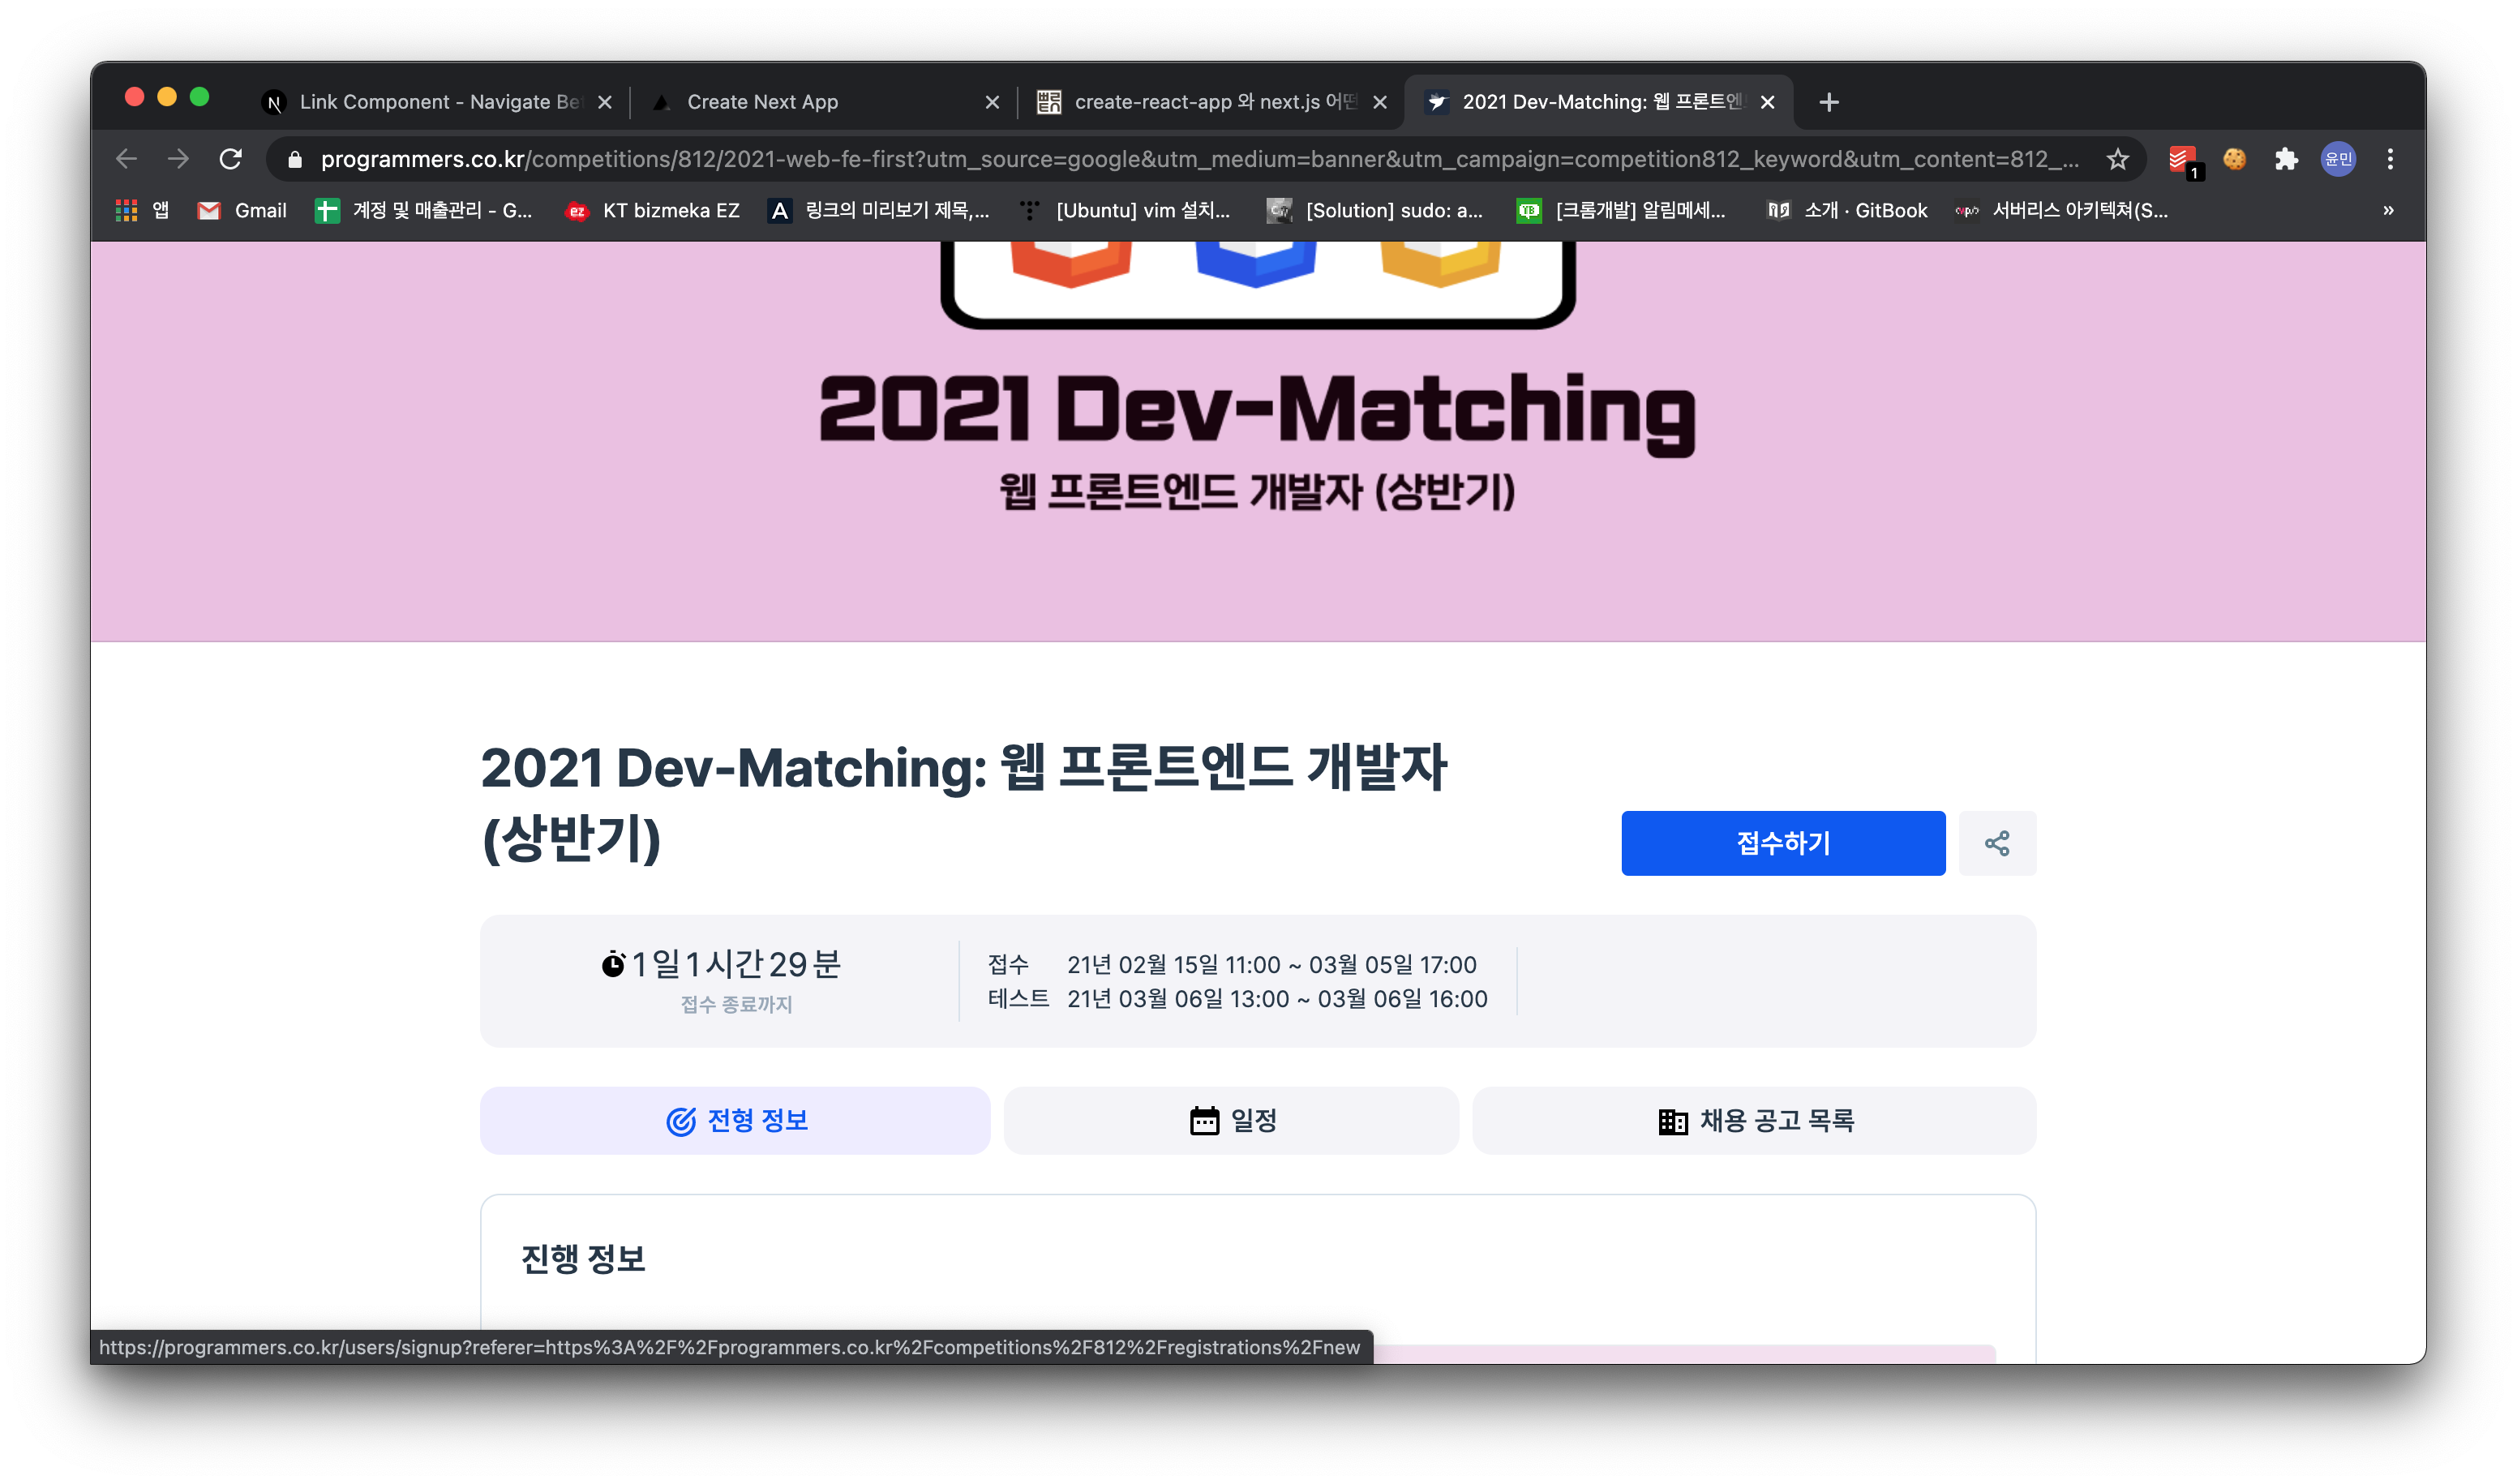 Link Component - Navigate Be
Create Next App
create-react-app 와 next.js 어떤
2021 Dev-Matching: 웹 프론트엔
programmers.co.kr/competitions/812/2021-web-fe-first?utm_source=google&utm_medium=banner&utm_campaign=competition812_keyword&utm_content=812_...
1
윤민
앱
Gmail
계정 및 매출관리 - G...
ez
KT bizmeka EZ
A
링크의 미리보기 제목,...
[Ubuntu] vim 설치...
[Solution] sudo: a...
[크롬개발] 알림메세...
소개 · GitBook
서버리스 아키텍쳐(S...
»
2021 Dev-Matching
웹 프론트엔드 개발자 (상반기)
2021 Dev-Matching: 웹 프론트엔드 개발자
(상반기)
접수하기
1일 1시간 29분
접수 종료까지
접수 21년 02월 15일 11:00 ~ 03월 05일 17:00
테스트 21년 03월 06일 13:00 ~ 03월 06일 16:00
전형 정보
일정
채용 공고 목록
진행 정보
https://programmers.co.kr/users/signup?referer=https%3A%2F%2Fprogrammers.co.kr%2Fcompetitions%2F812%2Fregistrations%2Fnew